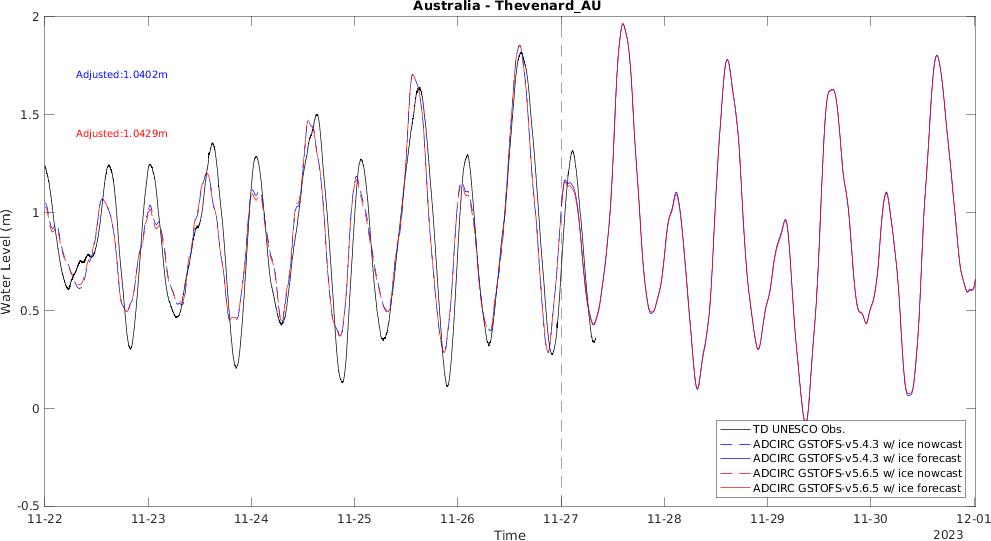 Australia - Thevenard_AU
2
Adjusted:1.0402m
1.5
Adjusted:1.0429m
1
Water Level (m)
0.5
0
TD UNESCO Obs.
ADCIRC GSTOFS-v5.4.3 w/ ice nowcast
ADCIRC GSTOFS-v5.4.3 w/ ice forecast
ADCIRC GSTOFS-v5.6.5 w/ ice nowcast
ADCIRC GSTOFS-v5.6.5 w/ ice forecast
-0.5
11-22 11-23 11-24 11-25 11-26 11-27 11-28 11-29 11-30 12-01
Time 2023